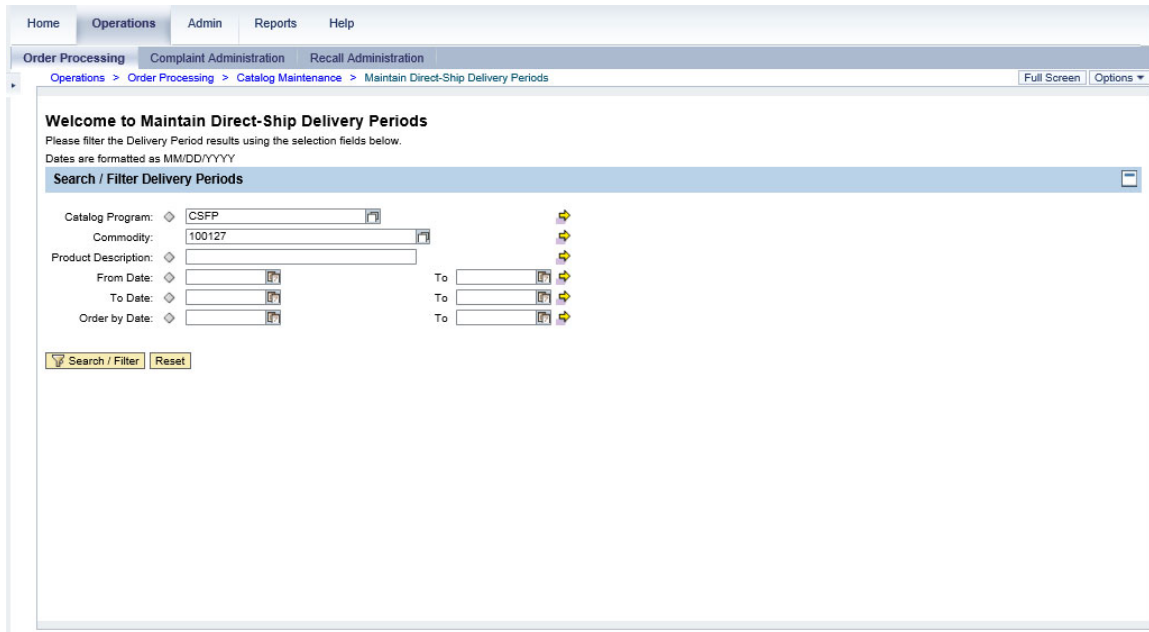 Home Operations Admin Reports Help
Order Processing Complaint Administration Recall Administration
Operations > Order Processing > Catalog Maintenance > Maintain Direct-Ship Delivery Periods Full Screen Options
Welcome to Maintain Direct-Ship Delivery Periods
Please filter the Delivery Period results using the selection fields below.
Dates are formatted as MM/DD/YYYY
Search / Filter Delivery Periods
Catalog Program: CSFP
Commodity: 100127
Product Description:
From Date: To
To Date: To
Order by Date: To
Search / Filter Reset